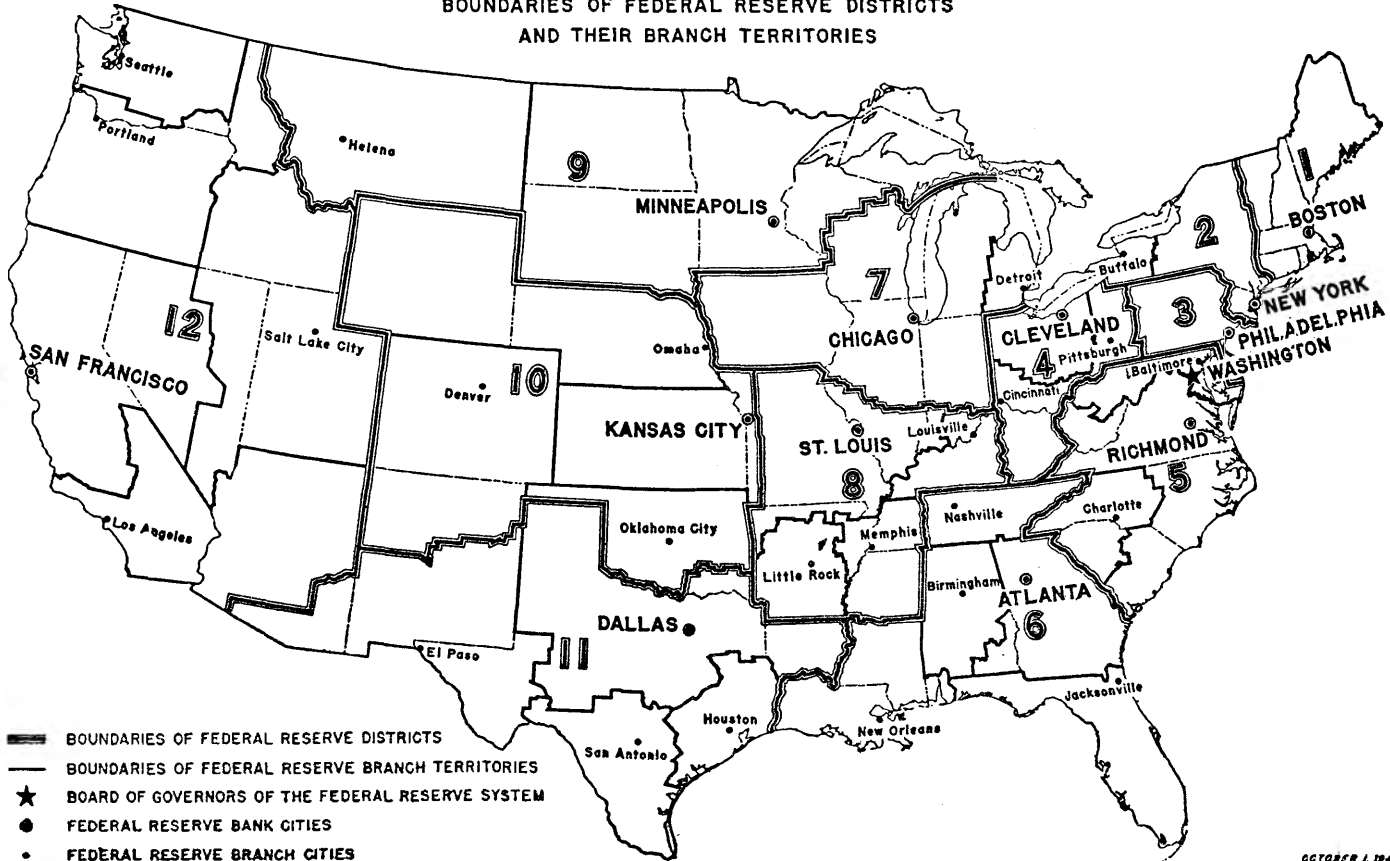 BOUNDARIES OF FEDERAL RESERVE DISTRICTS
AND THEIR BRANCH TERRITORIES
Seattle
Portland
Helena
9
MINNEAPOLIS
1
BOSTON
2
Buffalo
Detroit
7
CHICAGO
CLEVELAND
4
Pittsburgh
3
NEW YORK
PHILADELPHIA
WASHINGTON
Baltimore
Cincinnati
12
SAN FRANCISCO
Salt Lake City
Omaha
Denver
10
KANSAS CITY
ST. LOUIS
8
Louisville
RICHMOND
5
Los Angeles
Oklahoma City
Little Rock
Memphis
Nashville
Charlotte
Birmingham
ATLANTA
6
DALLAS
11
El Paso
Houston
San Antonio
New Orleans
Jacksonville
BOUNDARIES OF FEDERAL RESERVE DISTRICTS
BOUNDARIES OF FEDERAL RESERVE BRANCH TERRITORIES
BOARD OF GOVERNORS OF THE FEDERAL RESERVE SYSTEM
FEDERAL RESERVE BANK CITIES
FEDERAL RESERVE BRANCH CITIES
OCTOBER 1,